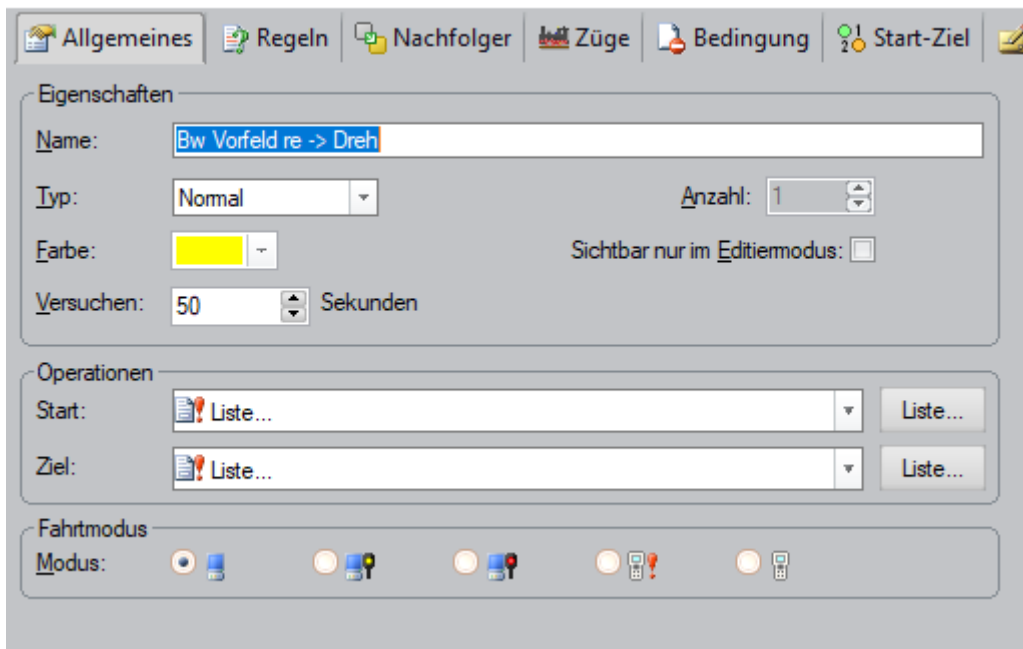 Allgemeines Regeln Nachfolger Züge Bedingung Start-Ziel
Eigenschaften
Name: Bw Vorfeld re -> Dreh
Typ: Normal Anzahl: 1
Farbe: Sichtbar nur im Editiermodus:
Versuchen: 50 Sekunden
Operationen
Start: Liste... Liste...
Ziel: Liste... Liste...
Fahrtmodus
Modus: